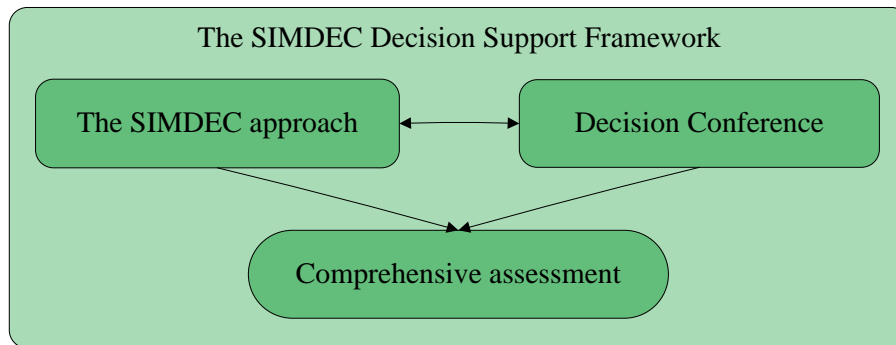 The SIMDEC Decision Support Framework
The SIMDEC approach
Decision Conference
Comprehensive assessment